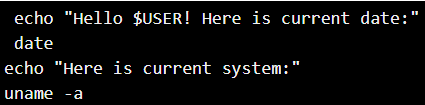 echo "Hello $USER! Here is current date:"
date
echo "Here is current system:"
uname -a